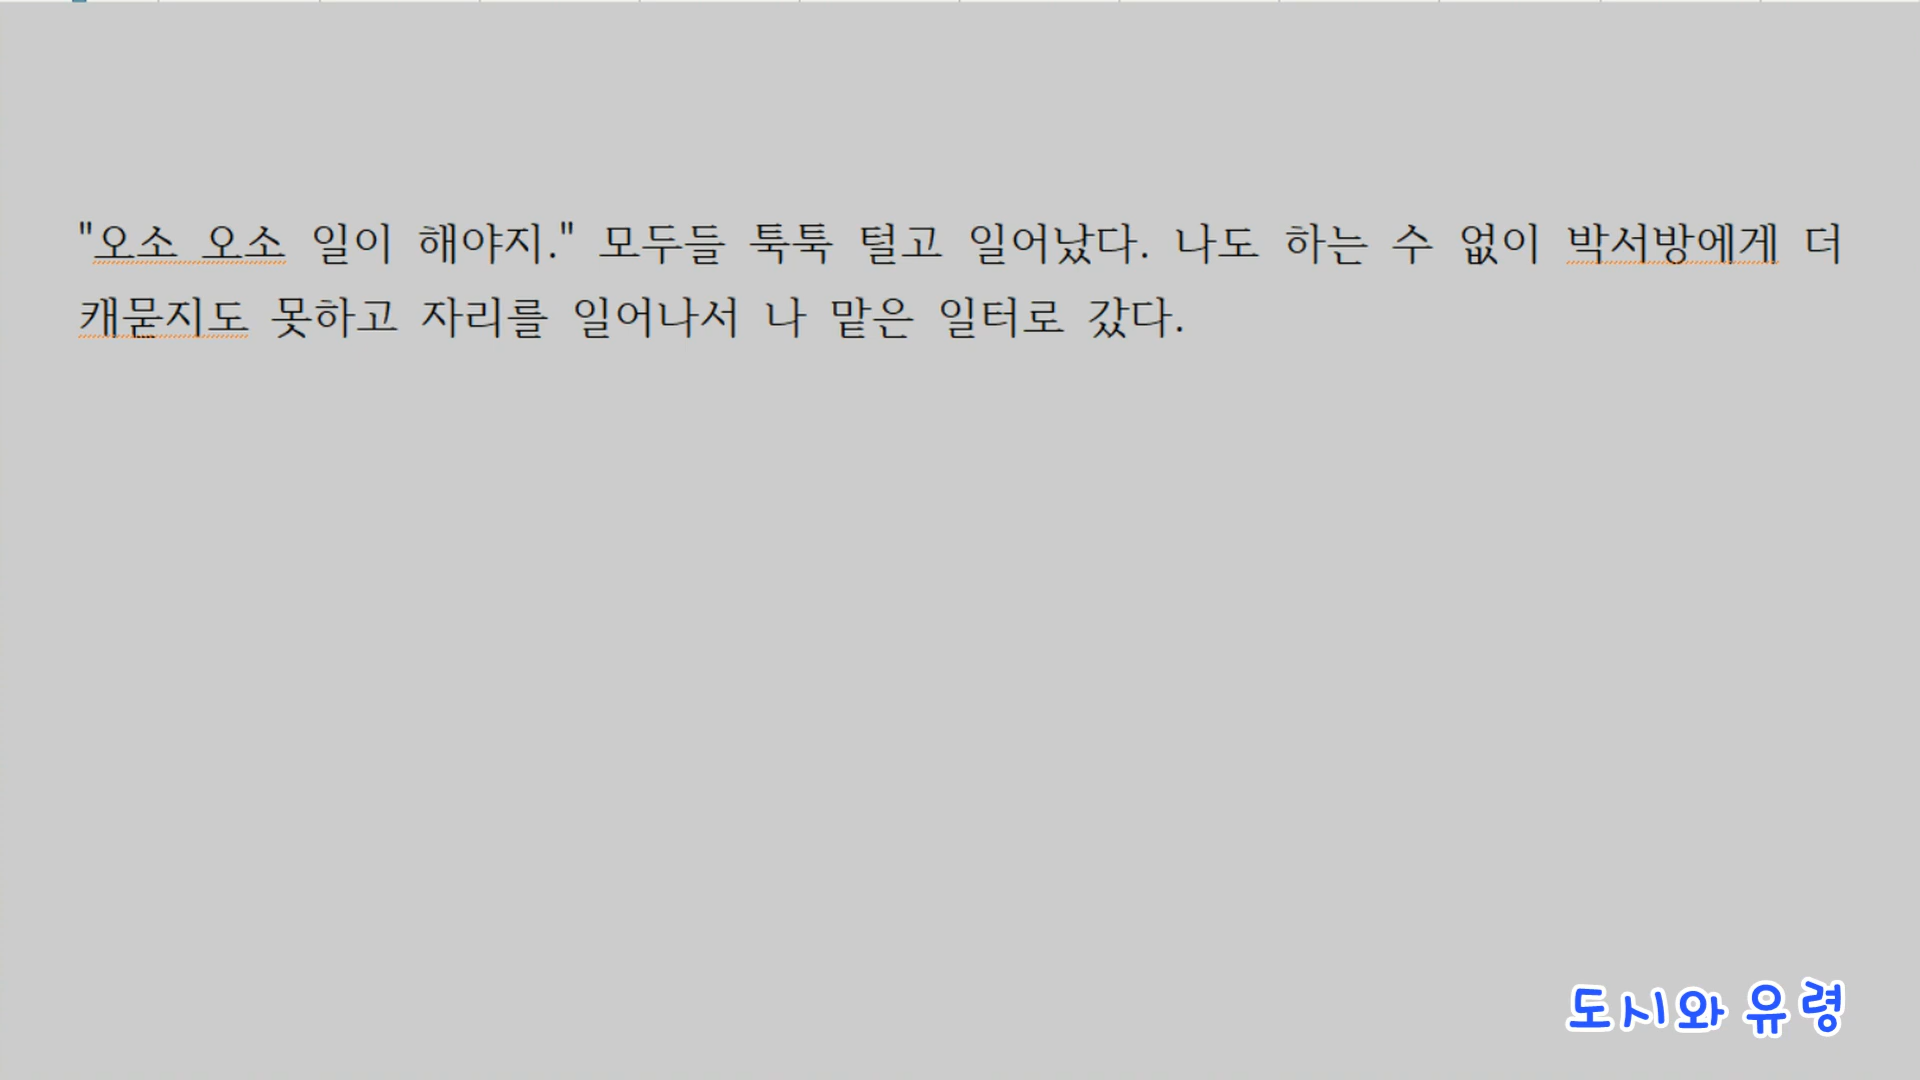 "오소 오소 일이 해야지." 모두들 툭툭 털고 일어났다. 나도 하는 수 없이 박서방에게 더
캐묻지도 못하고 자리를 일어나서 나 맡은 일터로 갔다.
도시와 유령